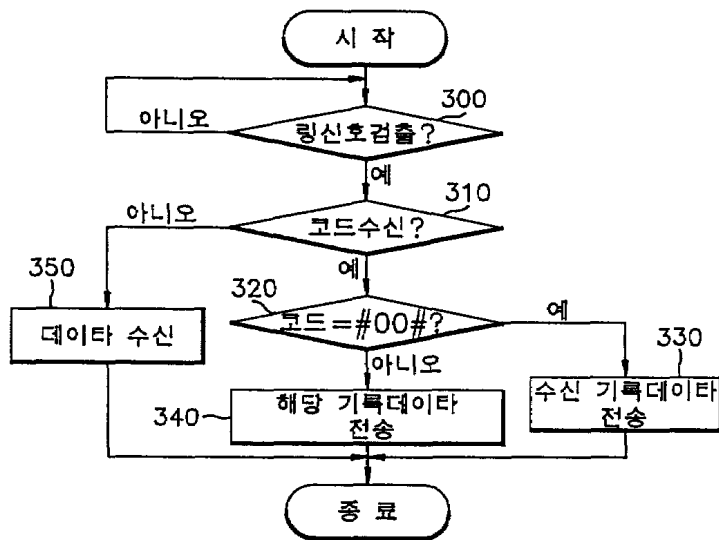 시 작
300
아니오
링신호검출?
예
310
아니오
코드수신?
예
350
320
데이타 수신
코드=#00#?
예
330
아니오
수신 기록데이타
전송
340
해당 기록데이타
전송
종 료